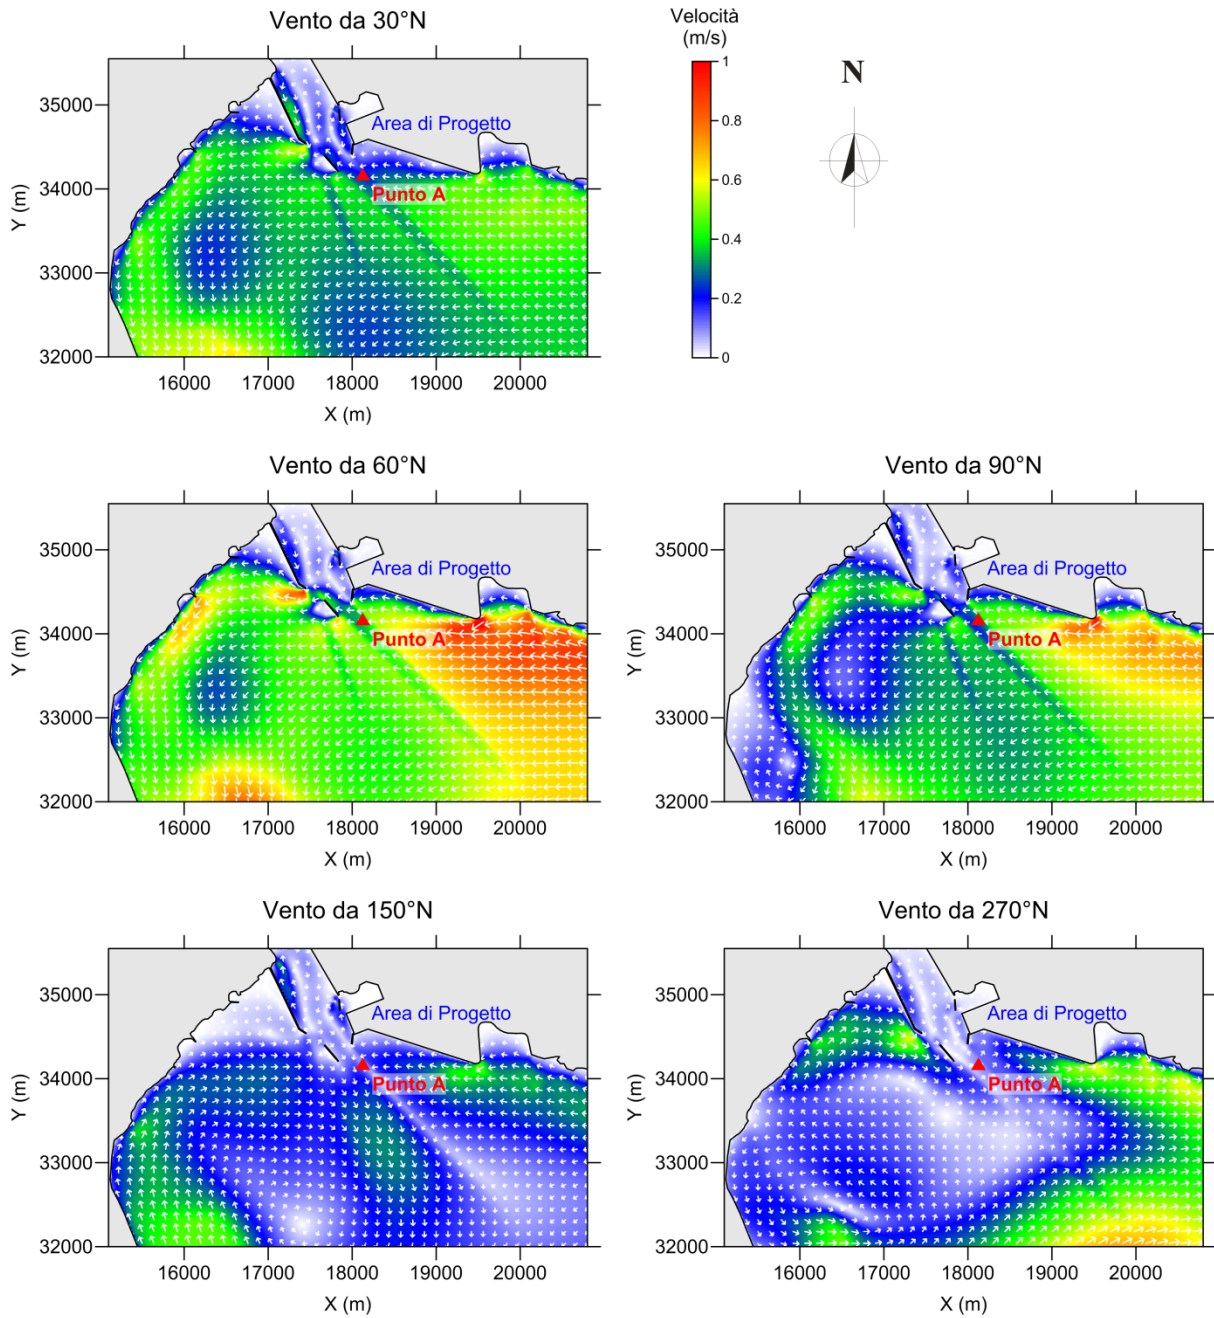 Vento da 30°N
Velocità
(m/s)
1
0.8
0.6
0.4
0.2
0
N
35000
34000
33000
32000
Y (m)
Area di Progetto
Punto A
16000 17000 18000 19000 20000
X (m)
Vento da 60°N
35000
34000
33000
32000
Y (m)
Area di Progetto
Punto A
16000 17000 18000 19000 20000
X (m)
Vento da 90°N
35000
34000
33000
32000
Y (m)
Area di Progetto
Punto A
16000 17000 18000 19000 20000
X (m)
Vento da 150°N
35000
34000
33000
32000
Y (m)
Area di Progetto
Punto A
16000 17000 18000 19000 20000
X (m)
Vento da 270°N
35000
34000
33000
32000
Y (m)
Area di Progetto
Punto A
16000 17000 18000 19000 20000
X (m)